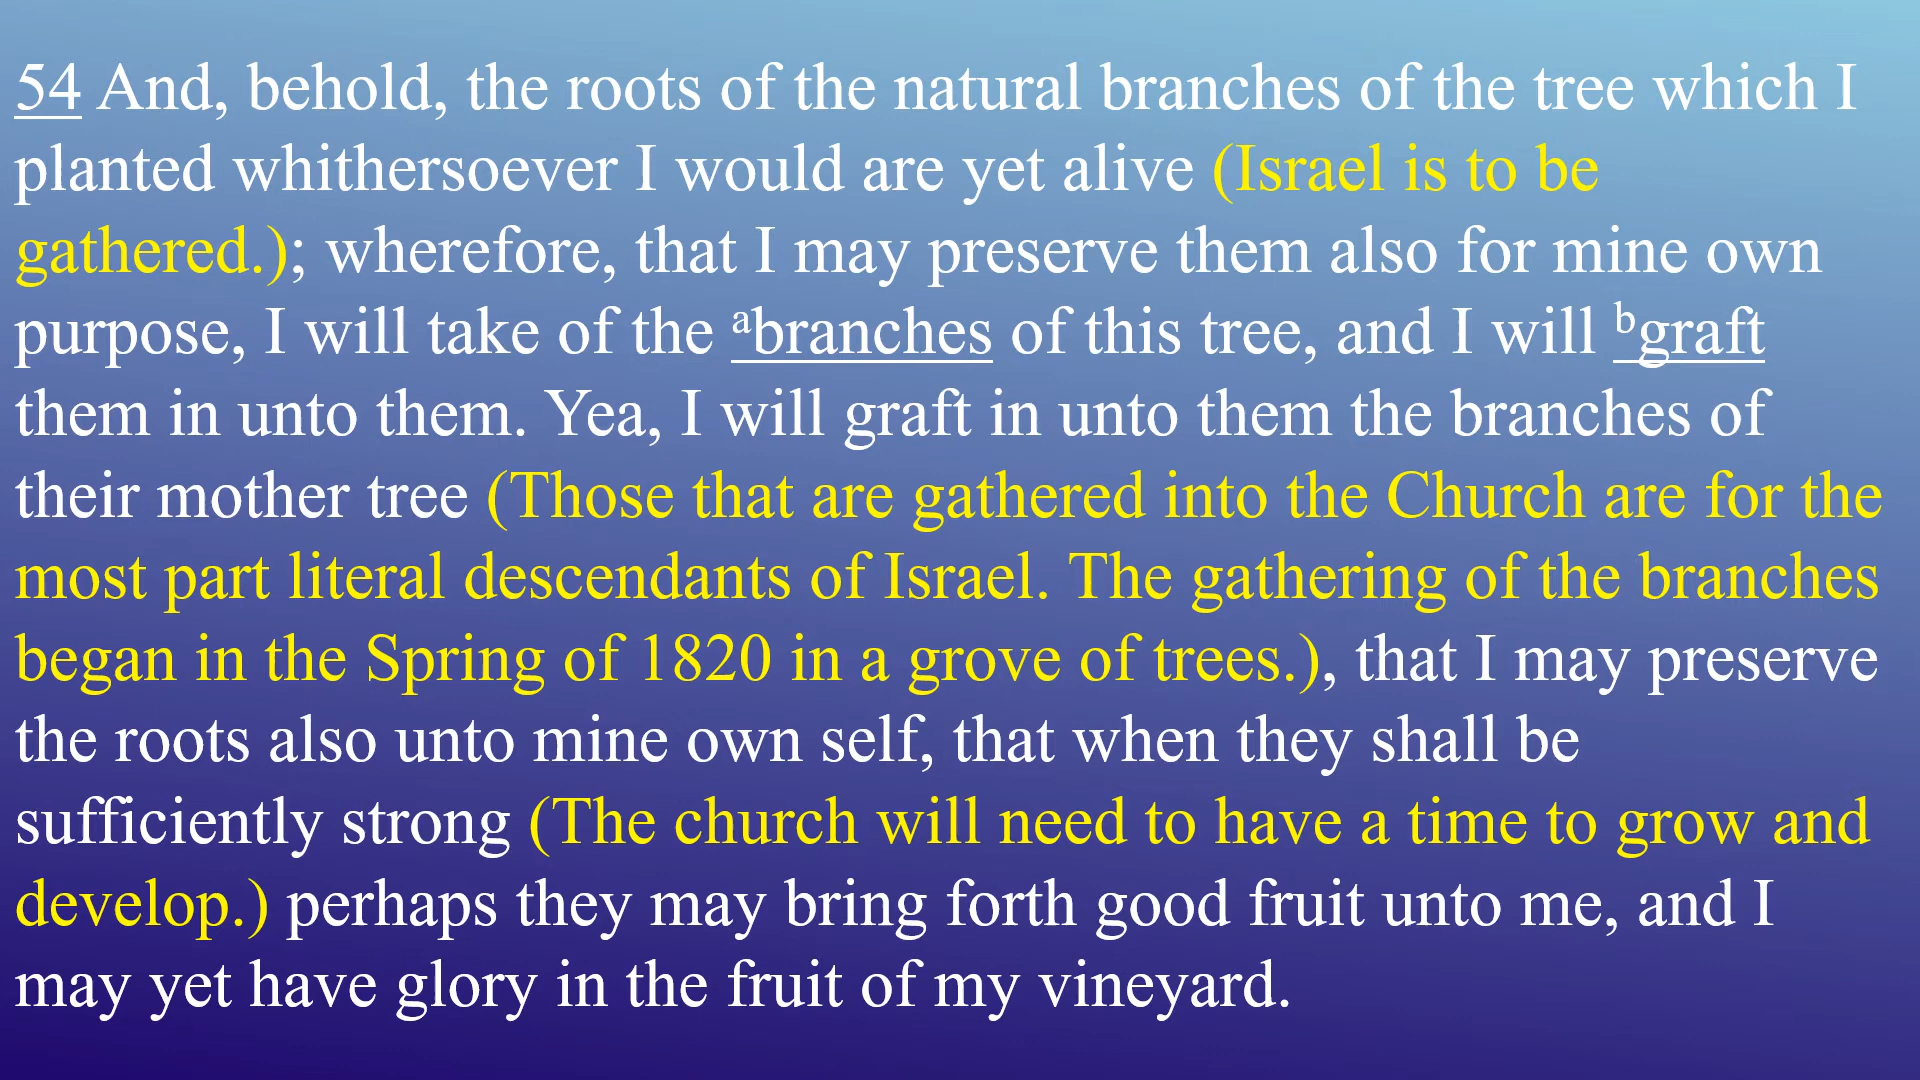 54 And, behold, the roots of the natural branches of the tree which I
planted whithersoever I would are yet alive (Israel is to be
gathered.); wherefore, that I may preserve them also for mine own
purpose, I will take of the abranches of this tree, and I will bgraft
them in unto them. Yea, I will graft in unto them the branches of
their mother tree (Those that are gathered into the Church are for the
most part literal descendants of Israel. The gathering of the branches
began in the Spring of 1820 in a grove of trees.), that I may preserve
the roots also unto mine own self, that when they shall be
sufficiently strong (The church will need to have a time to grow and
develop.) perhaps they may bring forth good fruit unto me, and I
may yet have glory in the fruit of my vineyard.